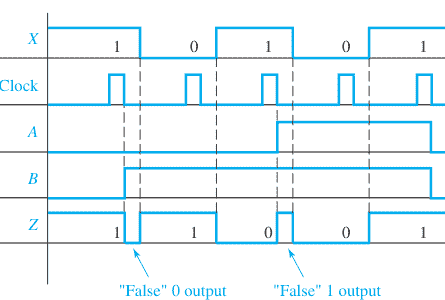 X 1 0 1 0 1
Clock
A
B
Z 1 1 0 0 1
"False" 0 output "False" 1 output